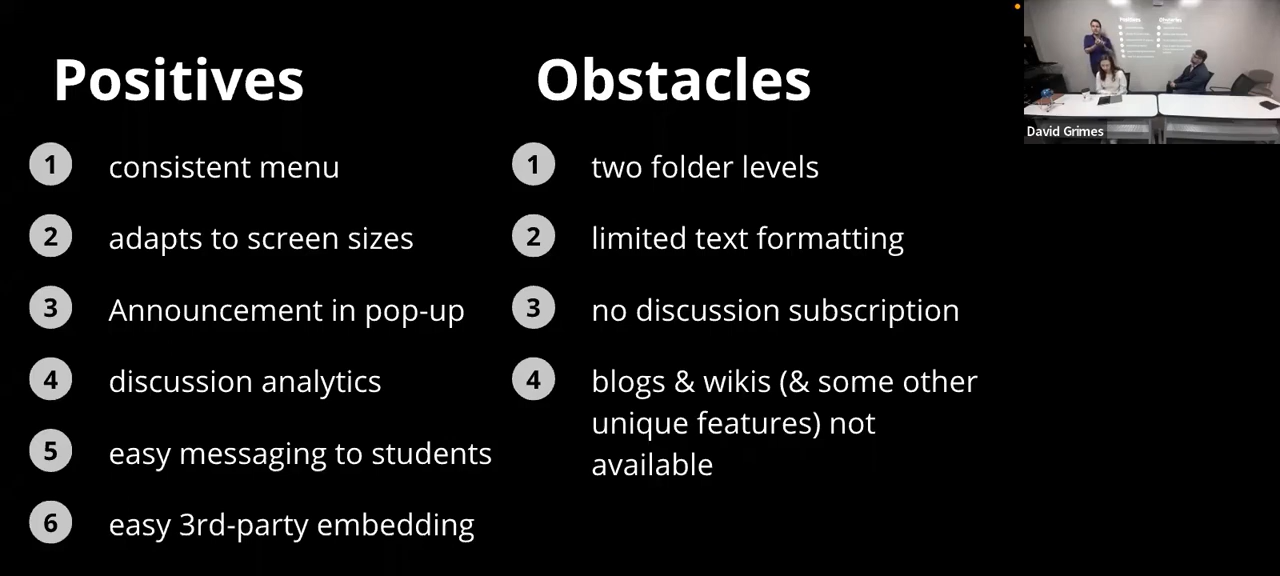 Positives
1 consistent menu
2 adapts to screen sizes
3 Announcement in pop-up
4 discussion analytics
5 easy messaging to students
6 easy 3rd-party embedding
Obstacles
1 two folder levels
2 limited text formatting
3 no discussion subscription
4 blogs & wikis (& some other
unique features) not
available
Positives
Obstacles
David Grimes